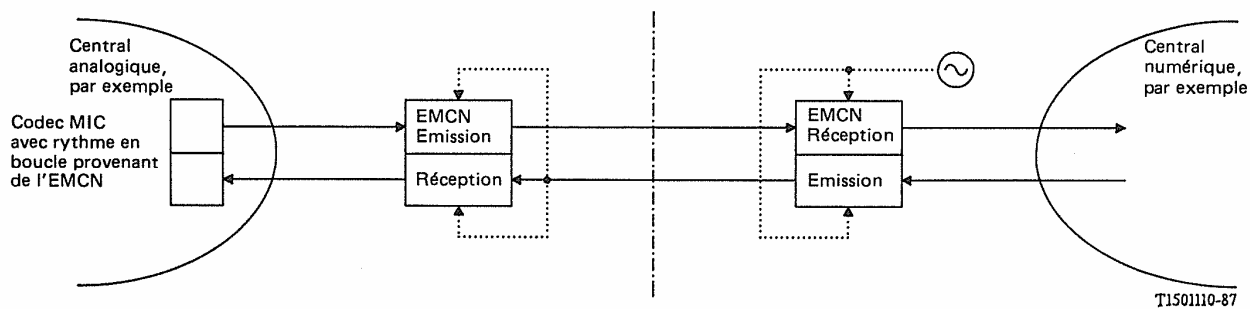 Central
analogique,
par exemple
Codec MIC
avec rythme en
boucle provenant
de l'EMCN
EMCN
Emission
Réception
EMCN
Réception
Emission
Central
numérique,
par exemple
T1501110-87